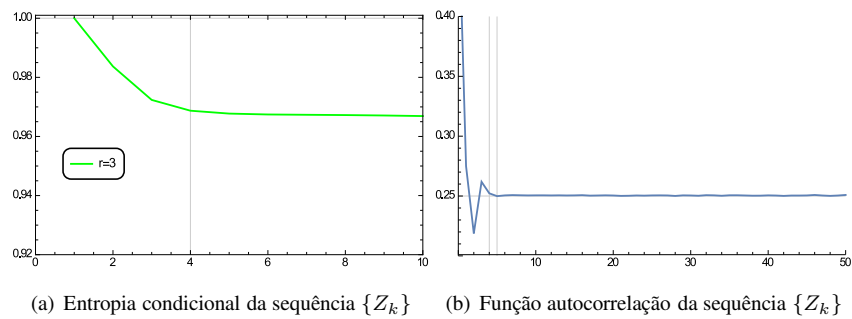 1.00
0.98
0.96
0.94
0.92
0 2 4 6 8 10
r=3
0.40
0.35
0.30
0.25
10 20 30 40 50
(a) Entropia condicional da sequência {Z_k}
(b) Função autocorrelação da sequência {Z_k}